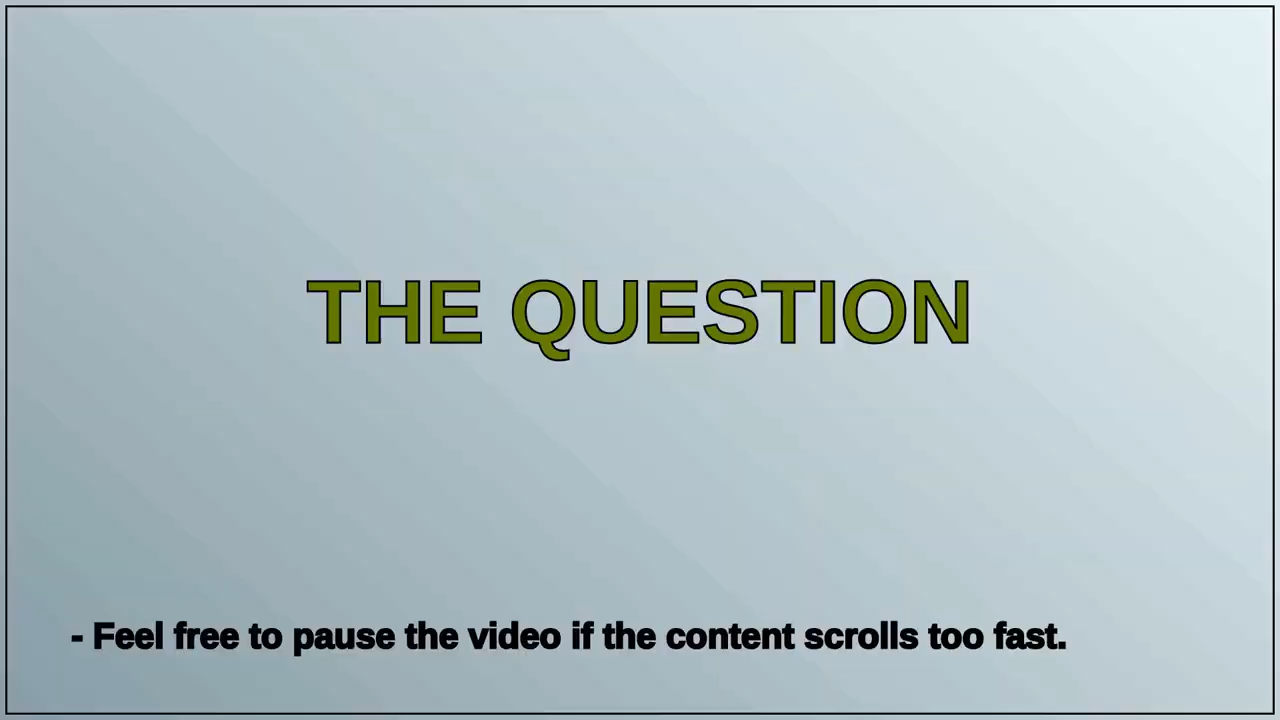 THE QUESTION
- Feel free to pause the video if the content scrolls too fast.